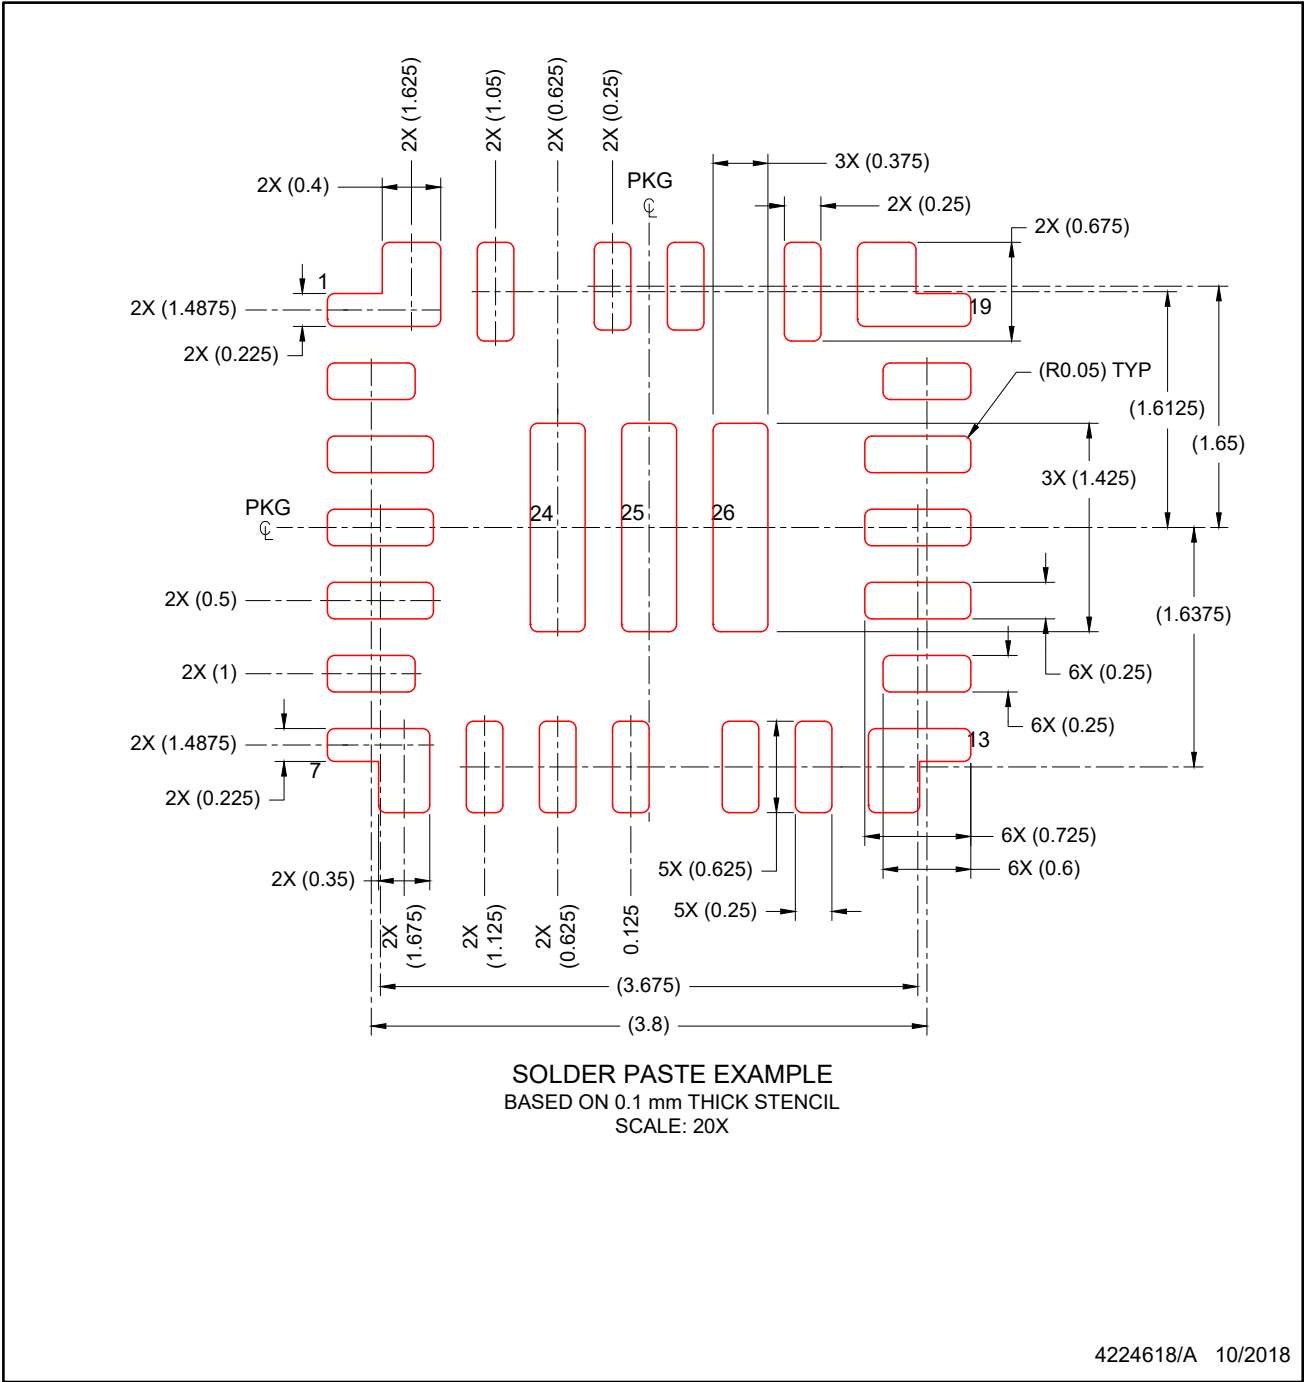 2X (1.625)
2X (1.05)
2X (0.625)
2X (0.25)
3X (0.375)
PKG
2X (0.4)
2X (0.25)
2X (0.675)
1
2X (1.4875)
19
2X (0.225)
(R0.05) TYP
(1.6125)
(1.65)
3X (1.425)
PKG
24
25
26
2X (0.5)
(1.6375)
2X (1)
6X (0.25)
6X (0.25)
2X (1.4875)
13
7
2X (0.225)
6X (0.725)
5X (0.625)
6X (0.6)
2X (0.35)
5X (0.25)
2X
(1.675)
2X
(1.125)
2X
(0.625)
0.125
(3.675)
(3.8)
SOLDER PASTE EXAMPLE
BASED ON 0.1 mm THICK STENCIL
SCALE: 20X
4224618/A 10/2018